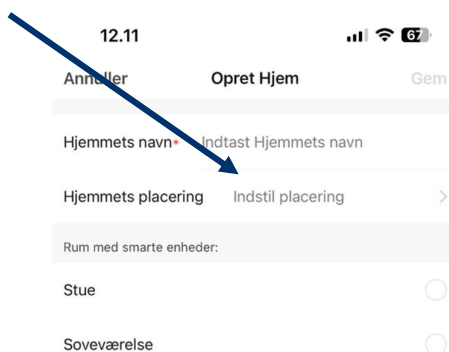 12.11 67
Annuller Opret Hjem Gem
Hjemmets navn* Indtast Hjemmets navn
Hjemmets placering Indstil placering
Rum med smarte enheder:
Stue
Soveværelse